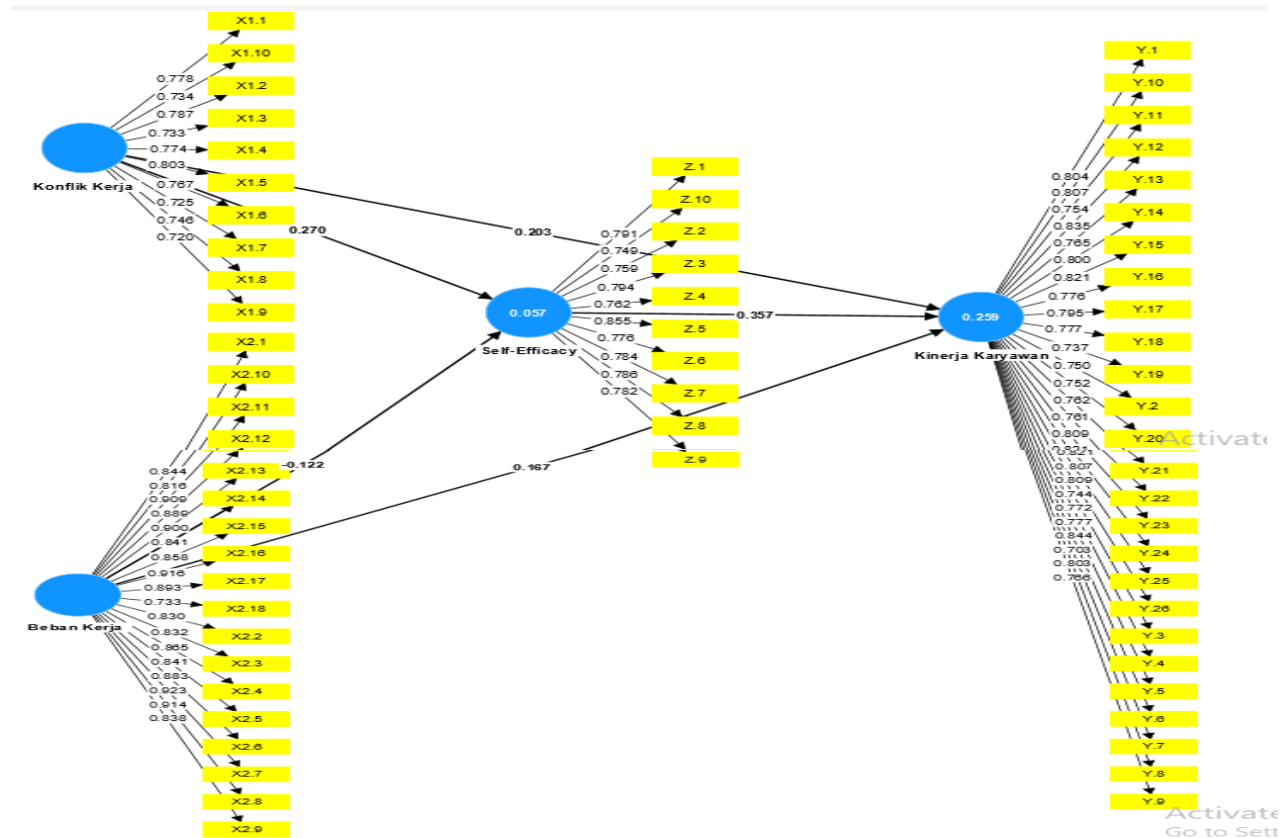 X1.1
X1.10
X1.2
X1.3
X1.4
X1.5
X1.6
X1.7
X1.8
X1.9
0.778
0.734
0.787
0.733
0.774
0.803
0.767
0.725
0.746
0.720
Konflik Kerja
0.270
0.203
X2.1
X2.10
X2.11
X2.12
X2.13
X2.14
X2.15
X2.16
X2.17
X2.18
X2.2
X2.3
X2.4
X2.5
X2.6
X2.7
X2.8
X2.9
0.844
0.816
0.909
0.889
0.900
0.841
0.858
0.916
0.893
0.733
0.830
0.832
0.865
0.841
0.883
0.923
0.914
0.838
Beban Kerja
-0.122
0.167
Z.1
Z.10
Z.2
Z.3
Z.4
Z.5
Z.6
Z.7
Z.8
Z.9
0.791
0.749
0.759
0.794
0.762
0.855
0.776
0.784
0.786
0.782
0.057
Self-Efficacy
0.357
0.259
Kinerja Karyawan
Y.1
Y.10
Y.11
Y.12
Y.13
Y.14
Y.15
Y.16
Y.17
Y.18
Y.19
Y.2
Y.20
Y.21
Y.22
Y.23
Y.24
Y.25
Y.26
Y.3
Y.4
Y.5
Y.6
Y.7
Y.8
Y.9
0.804
0.807
0.754
0.835
0.765
0.800
0.821
0.776
0.795
0.777
0.737
0.750
0.752
0.762
0.761
0.809
0.807
0.809
0.744
0.772
0.777
0.844
0.703
0.803
0.766
Activate
Activate
Go to Sett